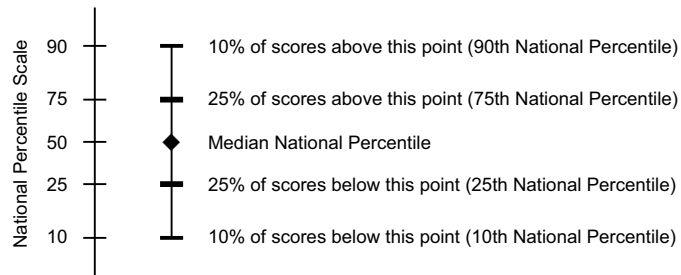 National Percentile Scale
90 10% of scores above this point (90th National Percentile)
75 25% of scores above this point (75th National Percentile)
50 Median National Percentile
25 25% of scores below this point (25th National Percentile)
10 10% of scores below this point (10th National Percentile)